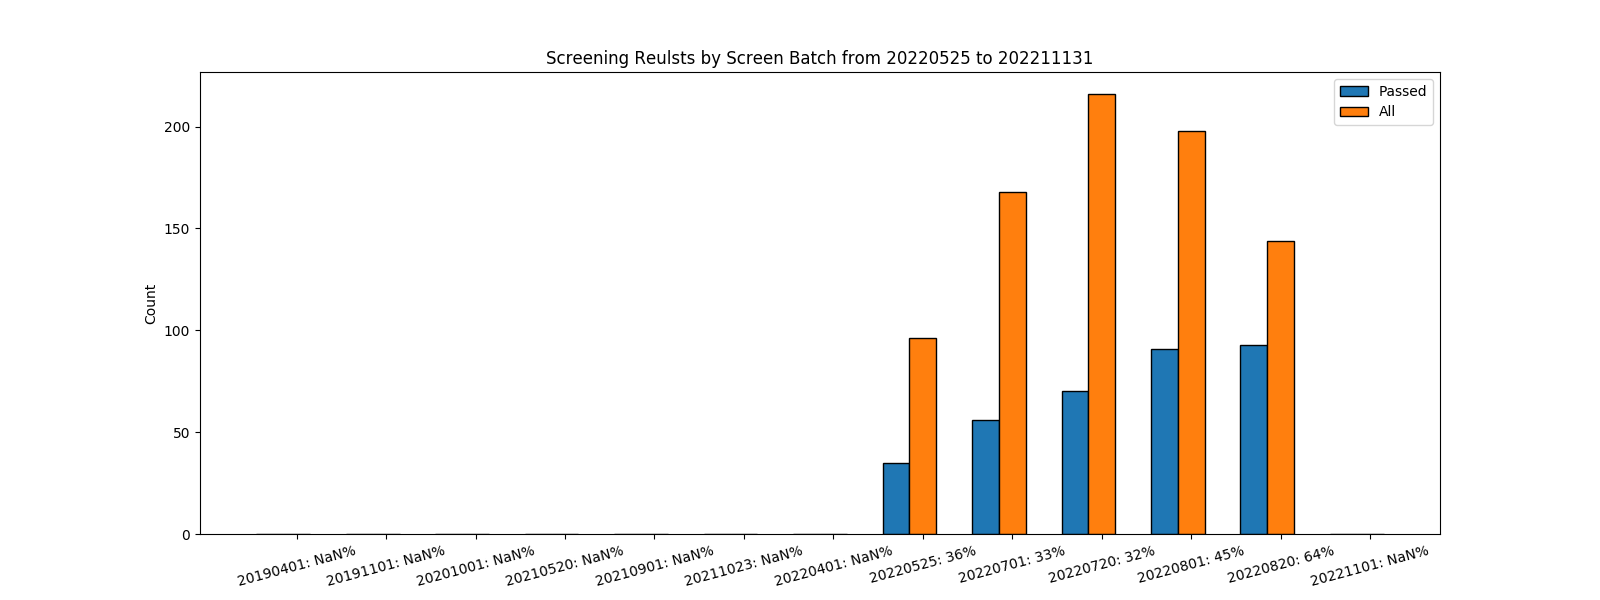 Screening Reulsts by Screen Batch from 20220525 to 202211131
Passed
All
Count
200
150
100
50
0
20190401: NaN%
20191101: NaN%
20201001: NaN%
20210520: NaN%
20210901: NaN%
20211023: NaN%
20220401: NaN%
20220525: 36%
20220701: 33%
20220720: 32%
20220801: 45%
20220820: 64%
20221101: NaN%